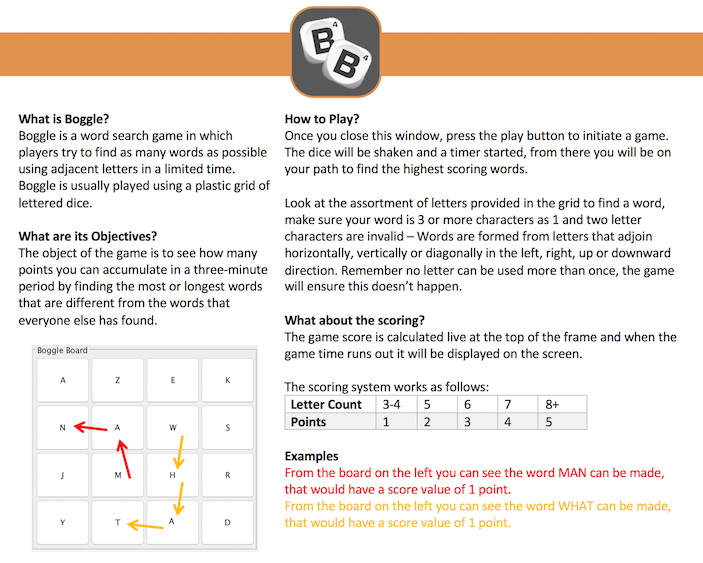 B 4
B 4
What is Boggle?
Boggle is a word search game in which
players try to find as many words as possible
using adjacent letters in a limited time.
Boggle is usually played using a plastic grid of
lettered dice.
What are its Objectives?
The object of the game is to see how many
points you can accumulate in a three-minute
period by finding the most or longest words
that are different from the words that
everyone else has found.
Boggle Board
A Z E K
N A W S
J M H R
Y T A D
How to Play?
Once you close this window, press the play button to initiate a game.
The dice will be shaken and a timer started, from there you will be on
your path to find the highest scoring words.
Look at the assortment of letters provided in the grid to find a word,
make sure your word is 3 or more characters as 1 and two letter
characters are invalid – Words are formed from letters that adjoin
horizontally, vertically or diagonally in the left, right, up or downward
direction. Remember no letter can be used more than once, the game
will ensure this doesn't happen.
What about the scoring?
The game score is calculated live at the top of the frame and when the
game time runs out it will be displayed on the screen.
The scoring system works as follows:
Letter Count 3-4 5 6 7 8+
Points 1 2 3 4 5
Examples
From the board on the left you can see the word MAN can be made,
that would have a score value of 1 point.
From the board on the left you can see the word WHAT can be made,
that would have a score value of 1 point.